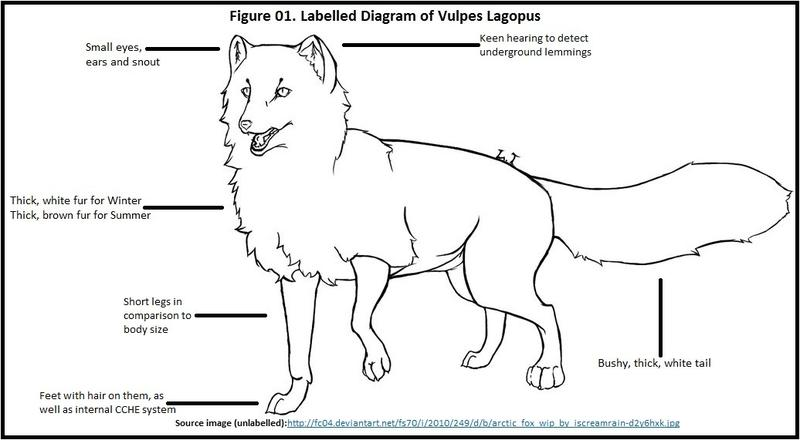 Figure 01. Labelled Diagram of Vulpes Lagopus
Small eyes,
ears and snout
Keen hearing to detect
underground lemmings
Thick, white fur for Winter
Thick, brown fur for Summer
Short legs in
comparison to
body size
Bushy, thick, white tail
Feet with hair on them, as
well as internal CCHE system
Source image (unlabelled):http://fc04.deviantart.net/fs70/i/2010/249/d/b/arctic_fox_wip_by_iscreamrain-d2y6hxk.jpg